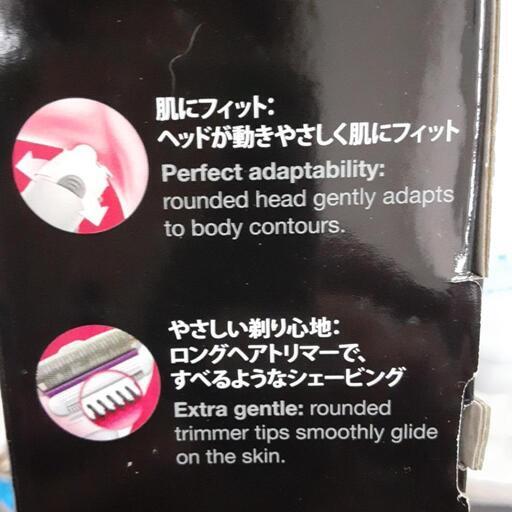 肌にフィット:
ヘッドが動きやさしく肌にフィット
Perfect adaptability:
rounded head gently adapts
to body contours.
やさしい剃り心地:
ロングヘアトリマーで、
すべるようなシェービング
Extra gentle: rounded
trimmer tips smoothly glide
on the skin.